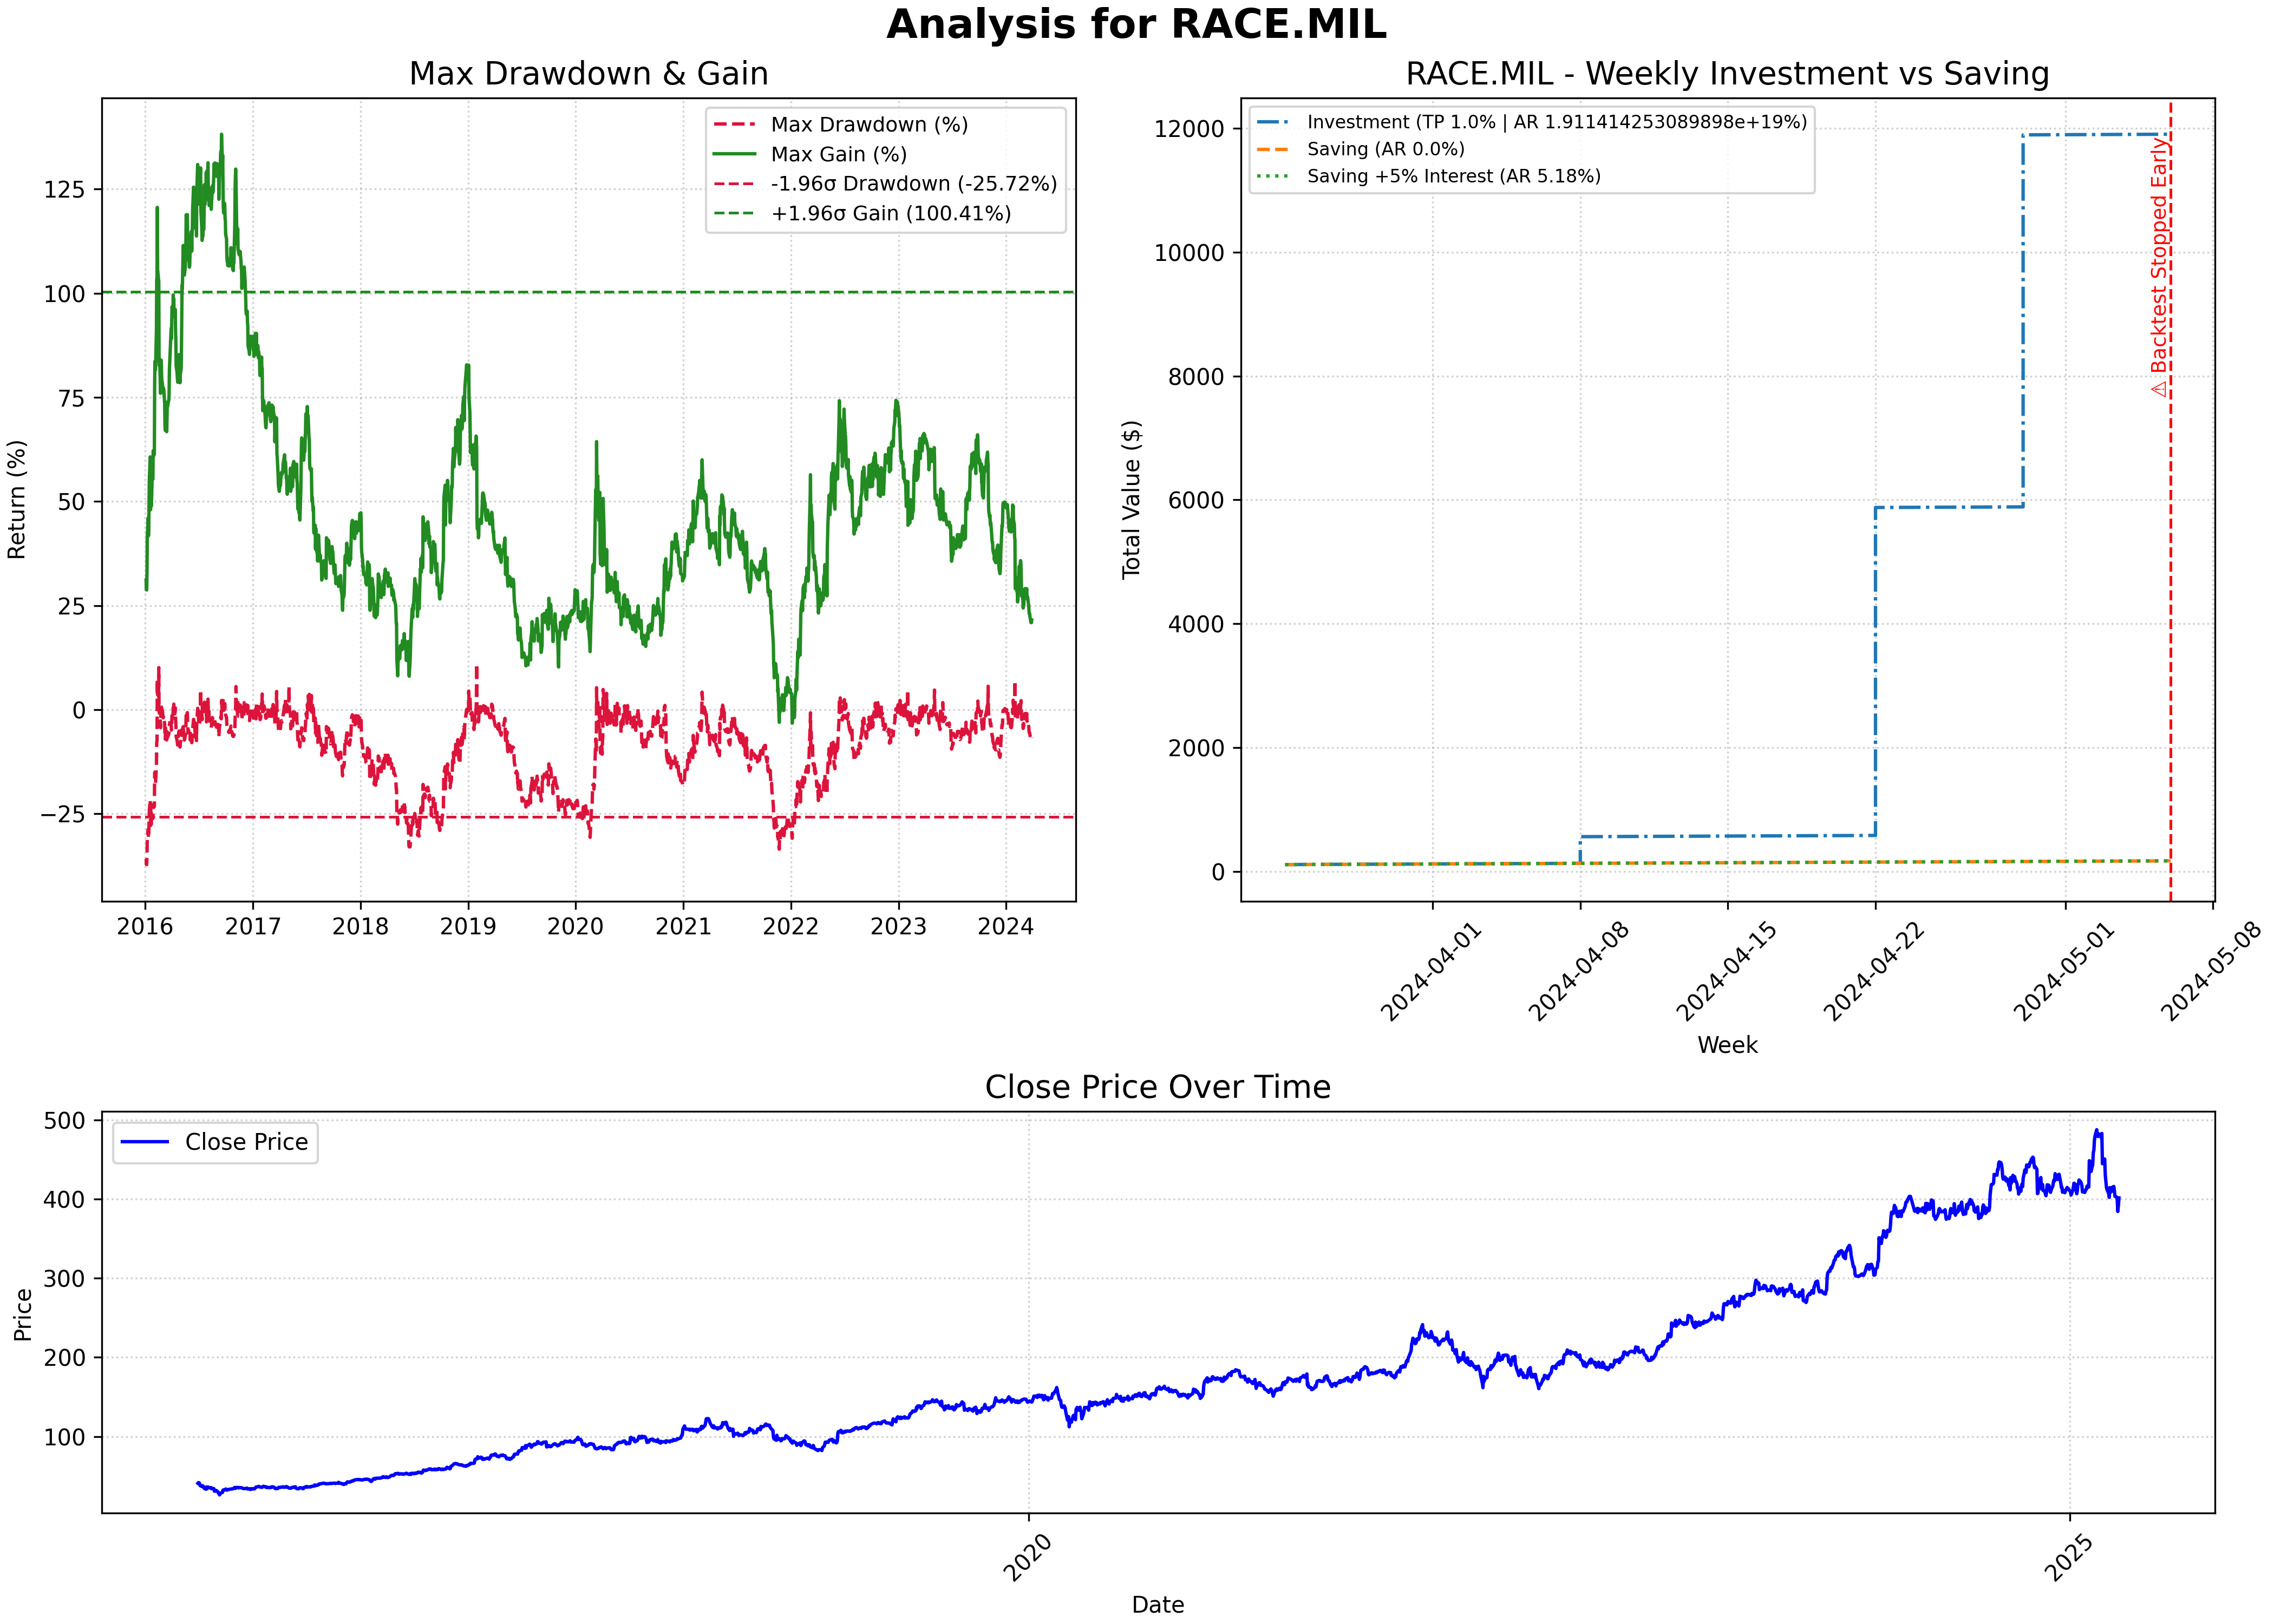 Analysis for RACE.MIL
Max Drawdown & Gain
Max Drawdown (%)
Max Gain (%)
-1.96σ Drawdown (-25.72%)
+1.96σ Gain (100.41%)
Return (%)
125
100
75
50
25
0
−25
2016
2017
2018
2019
2020
2021
2022
2023
2024
RACE.MIL - Weekly Investment vs Saving
Investment (TP 1.0% | AR 1.911414253089898e+19%)
Saving (AR 0.0%)
Saving +5% Interest (AR 5.18%)
⚠ Backtest Stopped Early
Total Value ($)
12000
10000
8000
6000
4000
2000
0
2024-04-01
2024-04-08
2024-04-15
2024-04-22
2024-05-01
2024-05-08
Week
Close Price Over Time
Close Price
Price
500
400
300
200
100
2020
2025
Date